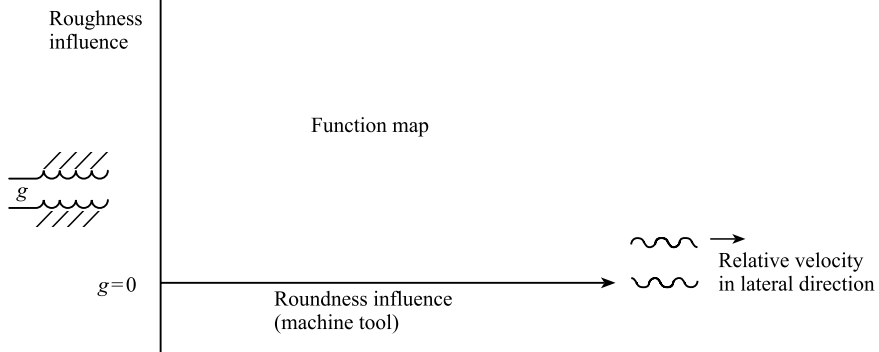 Roughness
influence
Function map
g
g=0
Relative velocity
in lateral direction
Roundness influence
(machine tool)